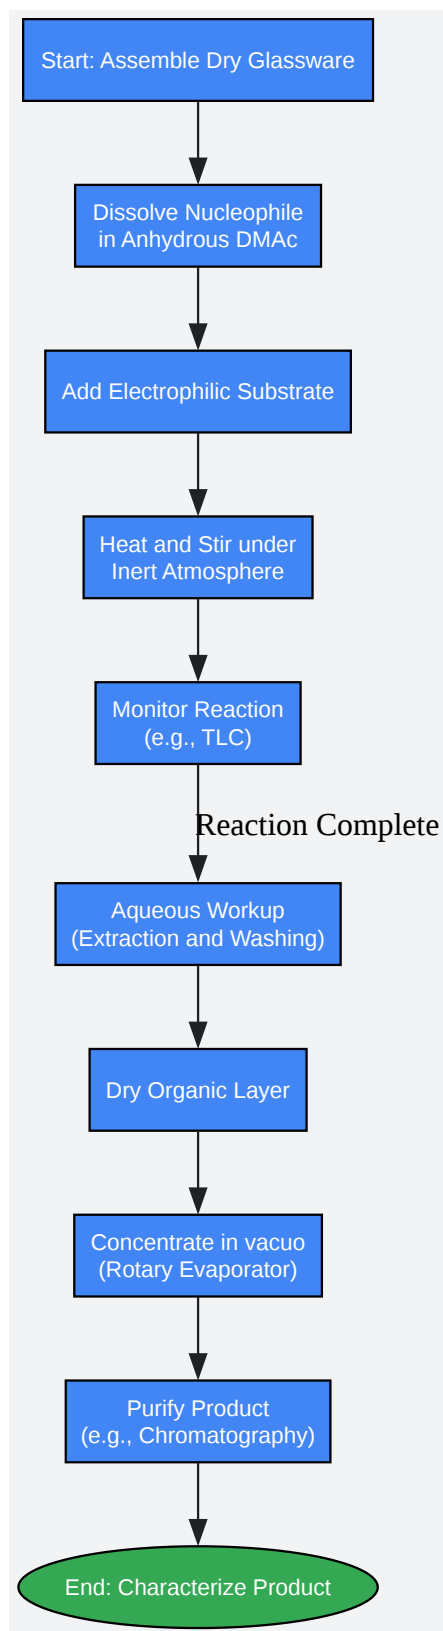 Start: Assemble Dry Glassware
Dissolve Nucleophile
in Anhydrous DMAc
Add Electrophilic Substrate
Heat and Stir under
Inert Atmosphere
Monitor Reaction
(e.g., TLC)
Reaction Complete
Aqueous Workup
(Extraction and Washing)
Dry Organic Layer
Concentrate in vacuo
(Rotary Evaporator)
Purify Product
(e.g., Chromatography)
End: Characterize Product